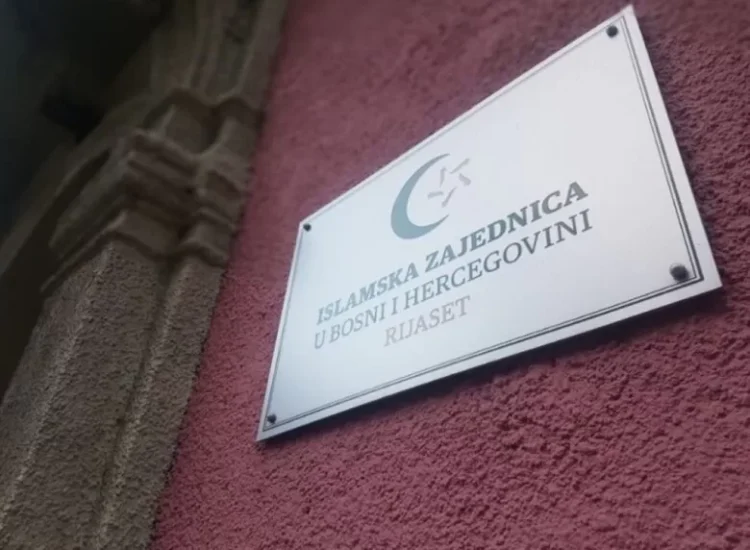 ISLAMSKA ZAJEDNICA
U BOSNI I HERCEGOVINI
RIJASET